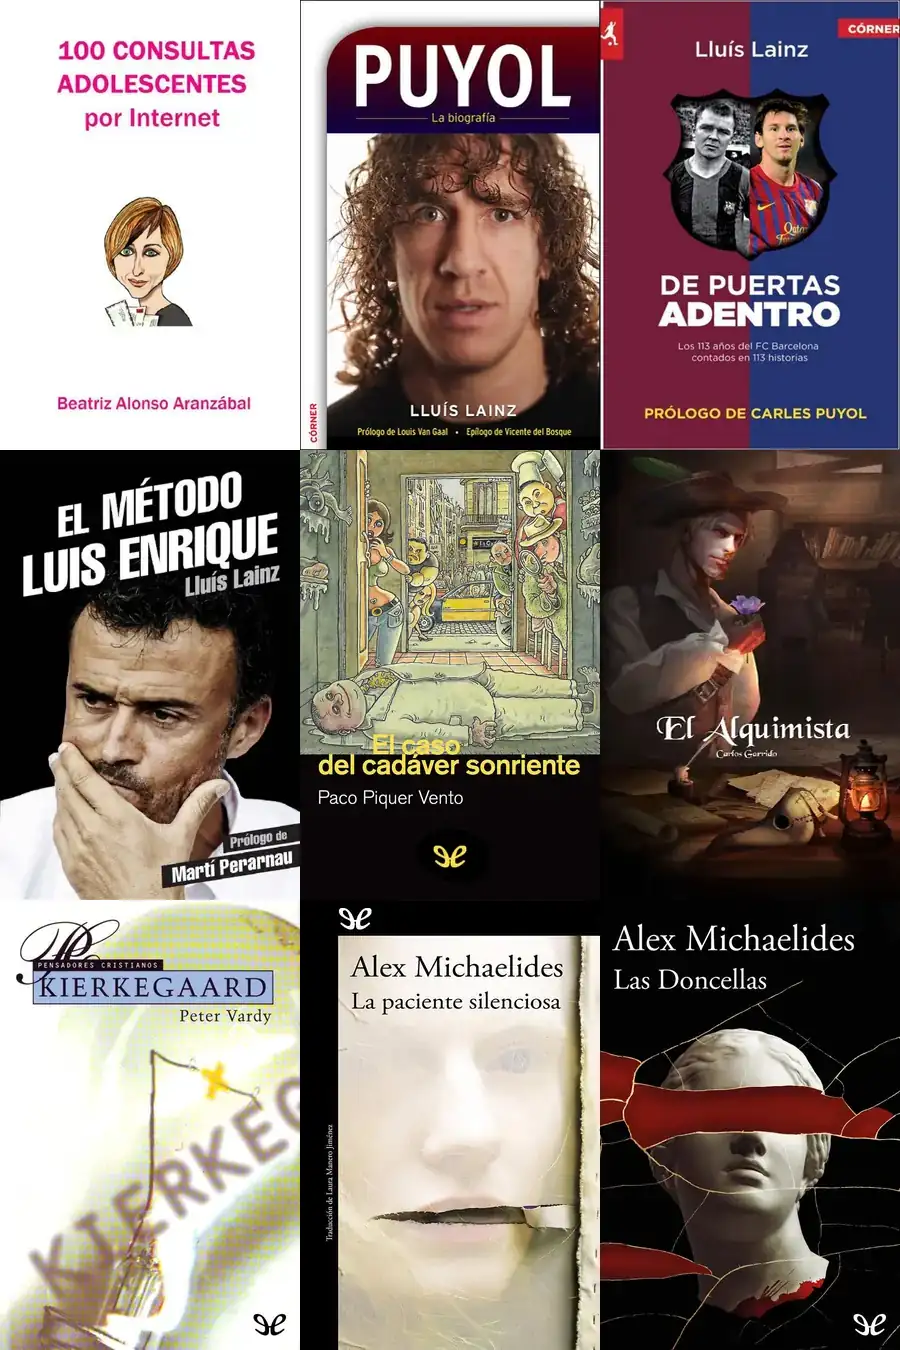 100 CONSULTAS
ADOLESCENTES
por Internet
Beatriz Alonso Aranzábal
PUYOL
La biografía
LLUÍS LAINZ
Prólogo de Louis Van Gaal • Epílogo de Vicente del Bosque
CÓRNER
CÓRNER
Lluís Lainz
DE PUERTAS
ADENTRO
Los 113 años del FC Barcelona
contados en 113 historias
PRÓLOGO DE CARLES PUYOL
EL MÉTODO
LUIS ENRIQUE
Lluís Lainz
Prólogo de
Martí Perarnau
El caso
del cadáver sonriente
Paco Piquer Vento
El Alquimista
Carlos Garrido
PENSADORES CRISTIANOS
KIERKEGAARD
Peter Vardy
KIERKEG
Alex Michaelides
La paciente silenciosa
Traducción de Laura Manero Jiménez
Alex Michaelides
Las Doncellas